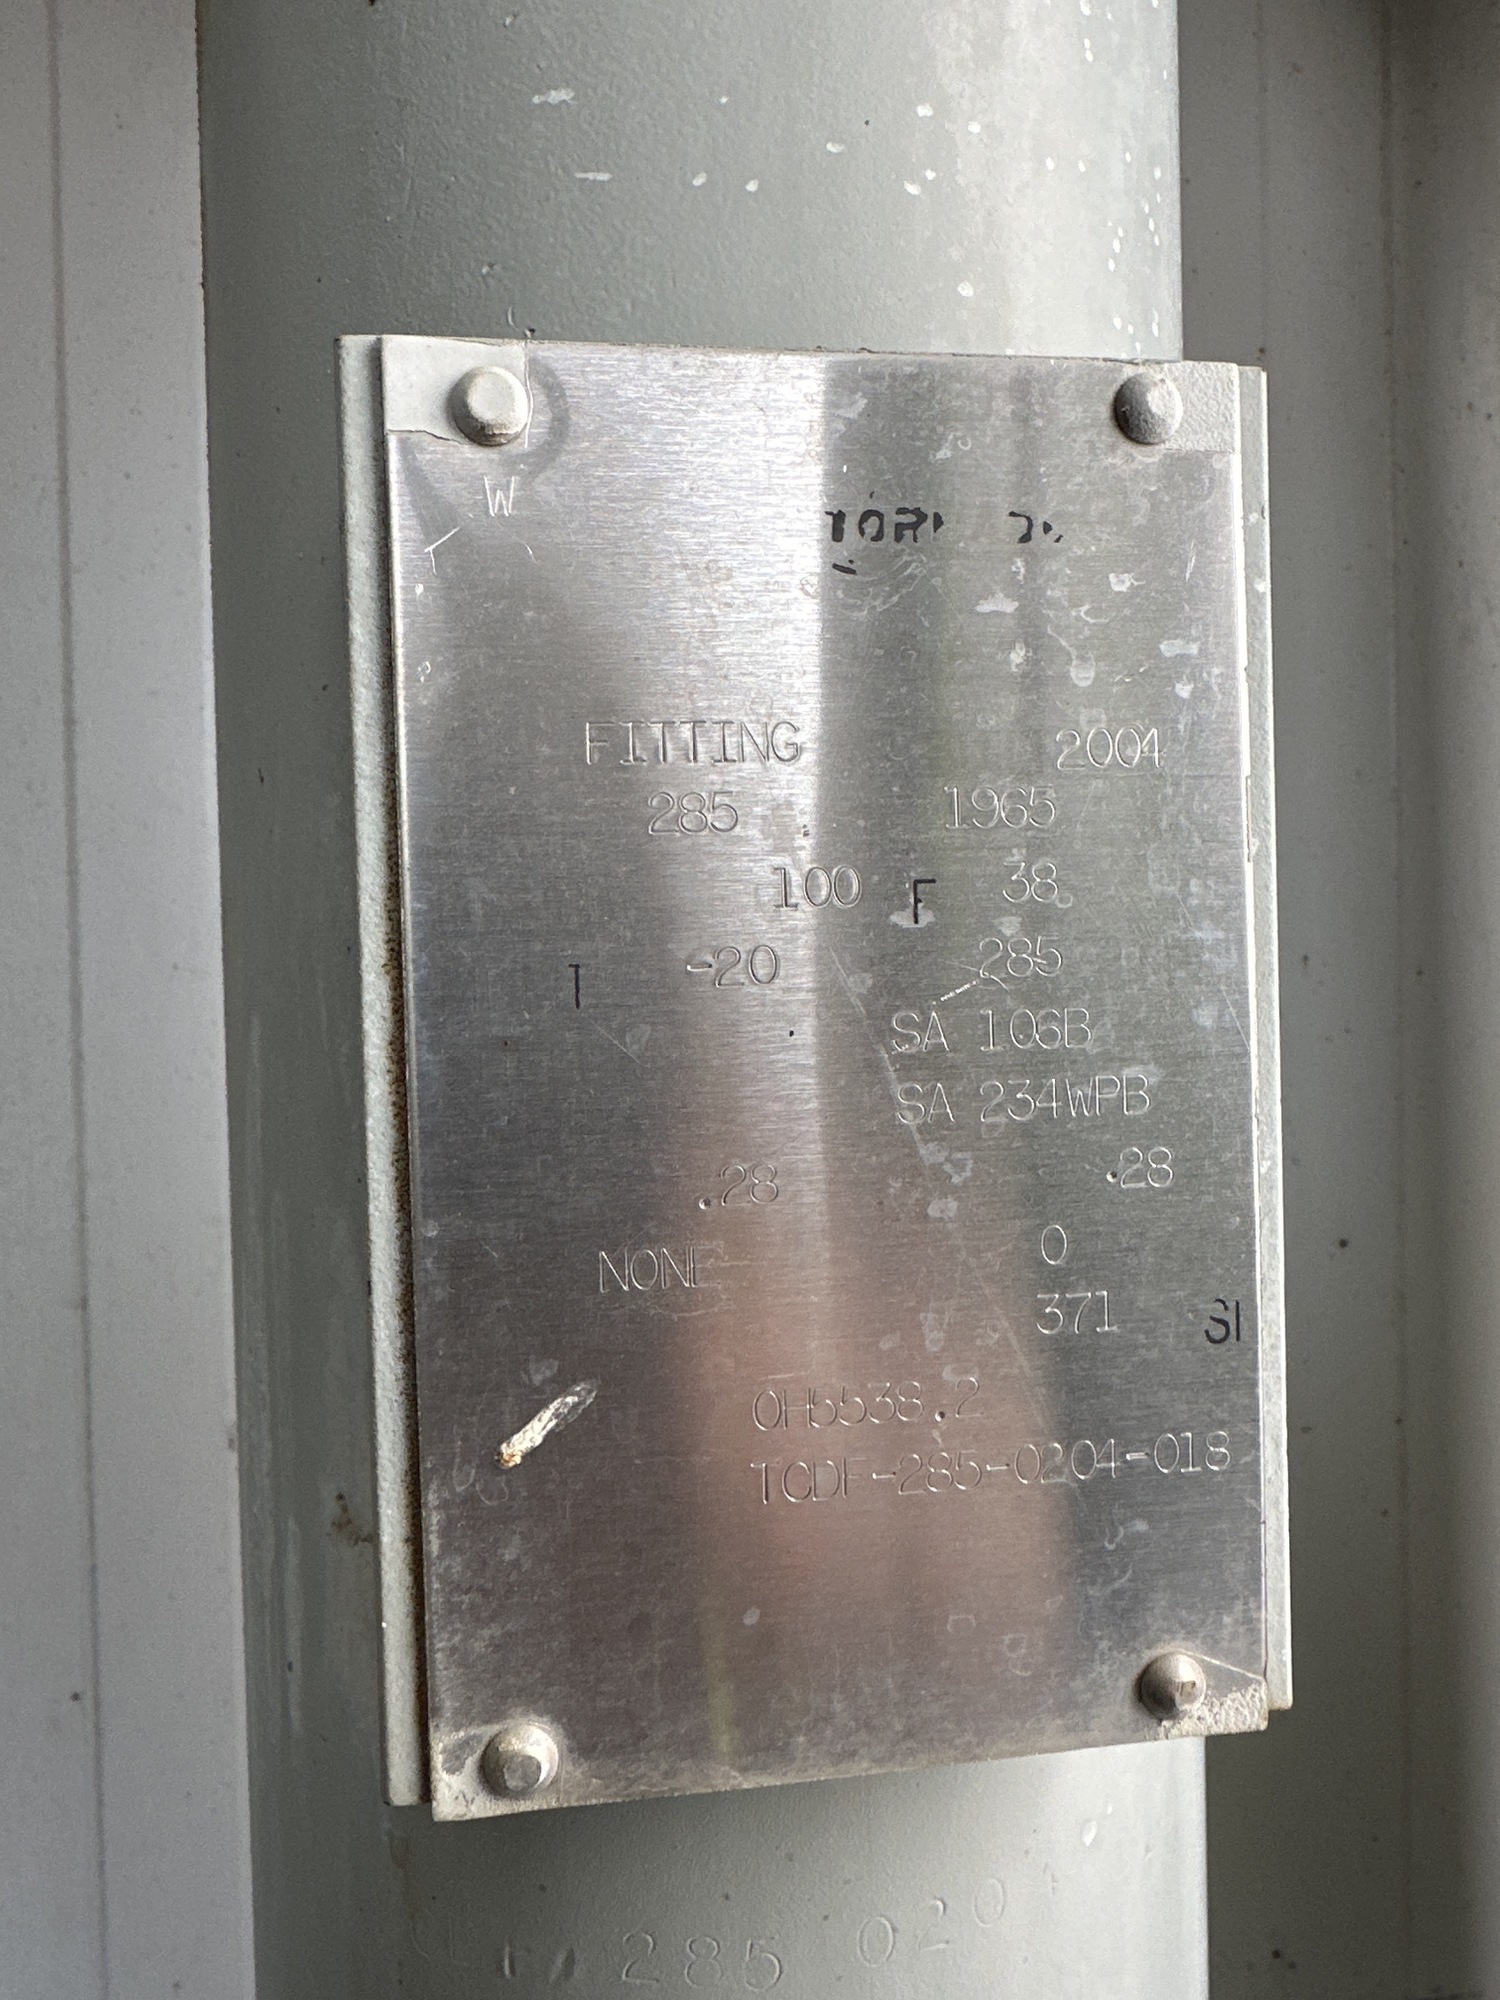 W
FITTING 2004
285 1965
100 F 38
-20 285
SA 106B
SA 234WPB
.28 .28
NONE 0
371
0H5538.2
TCDF-285-0204-018
285 020